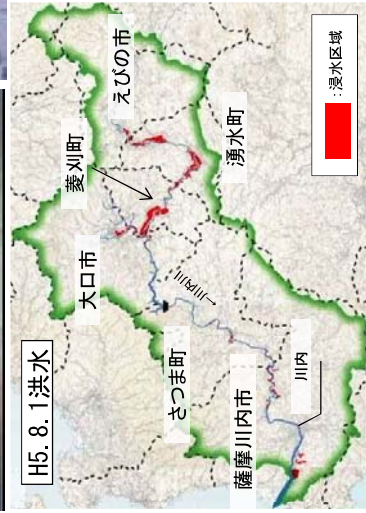 H5.8.1洪水
大口市
菱刈町
えびの市
さつま町
湧水町
川内川→
薩摩川内市
川内
:浸水区域